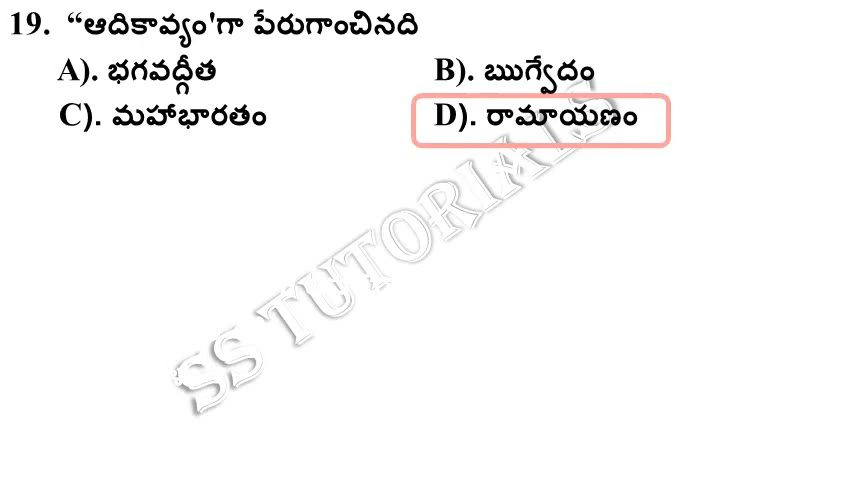 19. “ఆదికావ్యం'గా పేరుగాంచినది
A). భగవద్గీత B). ఋగ్వేదం
C). మహాభారతం D). రామాయణం
SS TUTORIALS